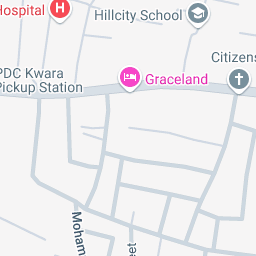 Hospital
Hillcity School
Graceland
Citizens
PDC Kwara
Pickup Station
Moham
eet